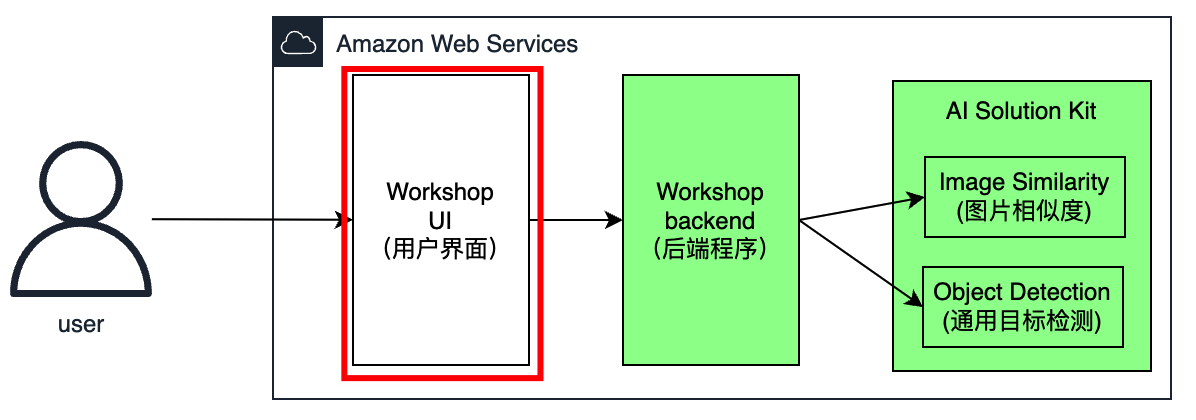 Amazon Web Services
user
Workshop
UI
（用户界面）
Workshop
backend
（后端程序）
AI Solution Kit
Image Similarity
(图片相似度)
Object Detection
(通用目标检测)